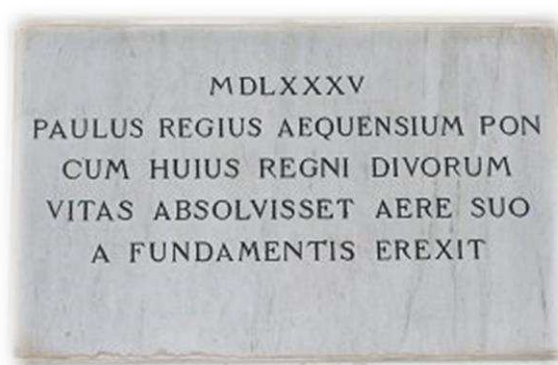 MDLXXXV
PAULUS REGIUS AEQUENSIUM PON
CUM HUIUS REGNI DIVORUM
VITAS ABSOLVISSET AERE SUO
A FUNDAMENTIS EREXIT